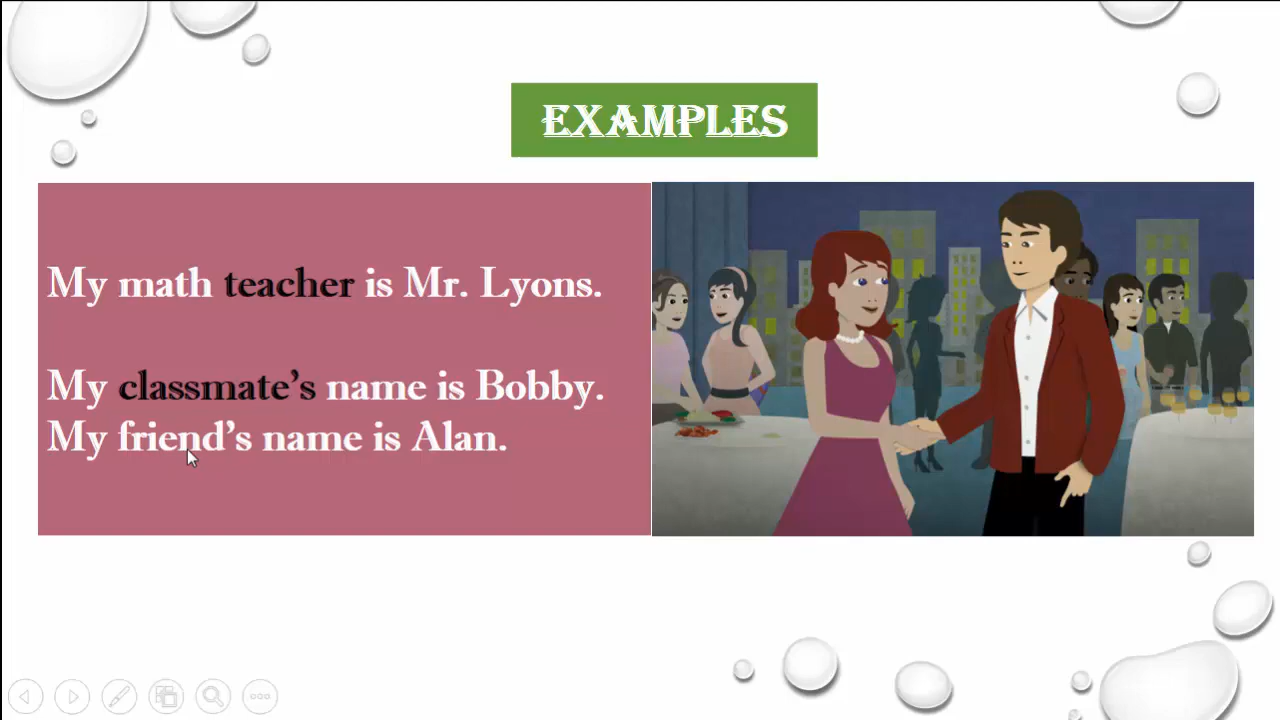 EXAMPLES
My math teacher is Mr. Lyons.
My classmate’s name is Bobby.
My friend’s name is Alan.